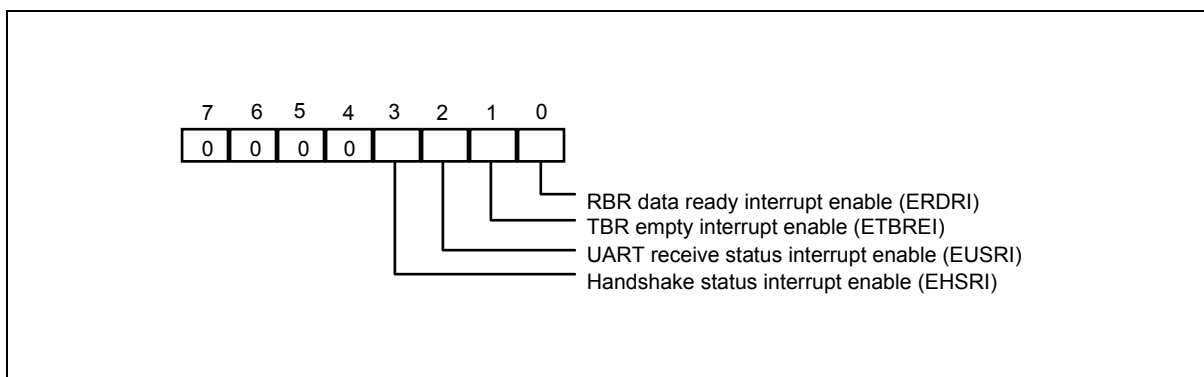 7 6 5 4 3 2 1 0
0 0 0 0
RBR data ready interrupt enable (ERDRI)
TBR empty interrupt enable (ETBREI)
UART receive status interrupt enable (EUSRI)
Handshake status interrupt enable (EHSRI)